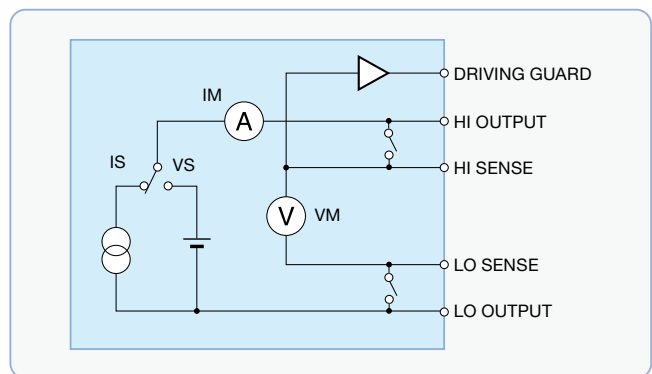 DRIVING GUARD
IM
A
HI OUTPUT
IS
VS
HI SENSE
V
VM
LO SENSE
LO OUTPUT